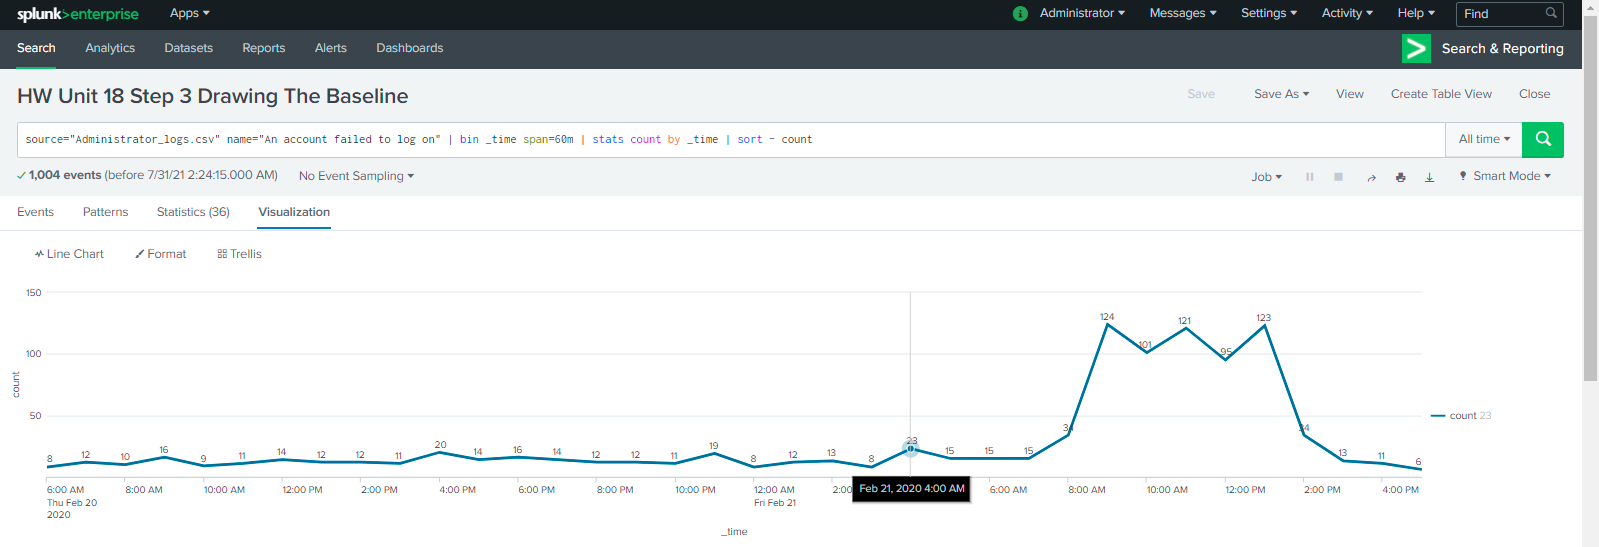 splunk>enterprise Apps ▾ i Administrator ▾ Messages ▾ Settings ▾ Activity ▾ Help ▾ Find
Search Analytics Datasets Reports Alerts Dashboards > Search & Reporting
HW Unit 18 Step 3 Drawing The Baseline Save Save As ▾ View Create Table View Close
source="Administrator_logs.csv" name="An account failed to log on" | bin _time span=60m | stats count by _time | sort - count All time ▾
✓ 1,004 events (before 7/31/21 2:24:15.000 AM) No Event Sampling ▾ Job ▾ Smart Mode ▾
Events Patterns Statistics (36) Visualization
Line Chart Format Trellis
150
100
50
count
8 12 10 16 9 11 14 12 12 11 20 14 16 14 12 12 11 19 8 12 13 8 23 15 15 15 34 124 101 121 95 123 34 13 11 6
count 23
Feb 21, 2020 4:00 AM
6:00 AM 8:00 AM 10:00 AM 12:00 PM 2:00 PM 4:00 PM 6:00 PM 8:00 PM 10:00 PM 12:00 AM 2:0 6:00 AM 8:00 AM 10:00 AM 12:00 PM 2:00 PM 4:00 PM
Thu Feb 20 Fri Feb 21
2020
_time